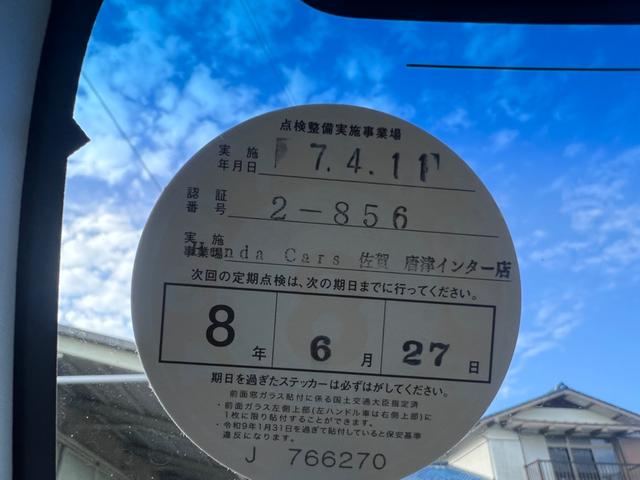 点検整備実施事業場
実施年月日 7.4.11
認証番号 2-856
実施事業場 Honda Cars 佐賀 唐津インター店
次回の定期点検は、次の期日までに行ってください。
8年 6月 27日
期日を過ぎたステッカーは必ずはがしてください。
前面窓ガラス貼付に係る国土交通大臣指定済
・前面ガラス左側上部(左ハンドル車は右側上部)に
1枚に限り貼付することができます。
・令和9年1月31日を過ぎて貼付していると保安基準
違反になります。
J 766270